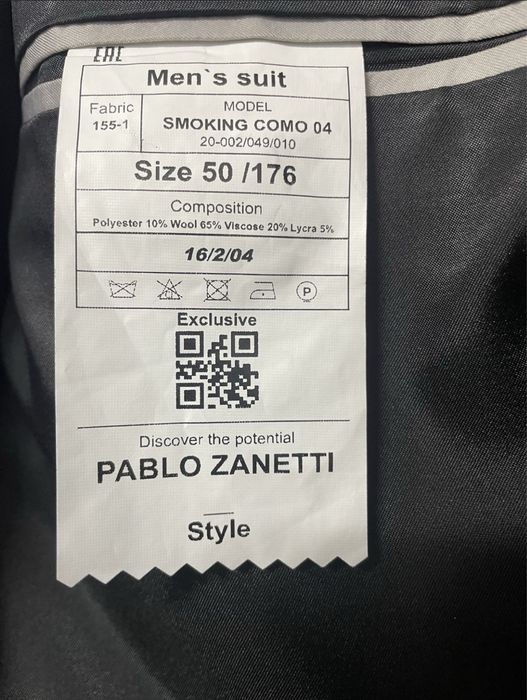 EAC
Men`s suit
Fabric
155-1
MODEL
SMOKING COMO 04
20-002/049/010
Size 50 /176
Composition
Polyester 10% Wool 65% Viscose 20% Lycra 5%
16/2/04
P
Exclusive
Discover the potential
PABLO ZANETTI
Style